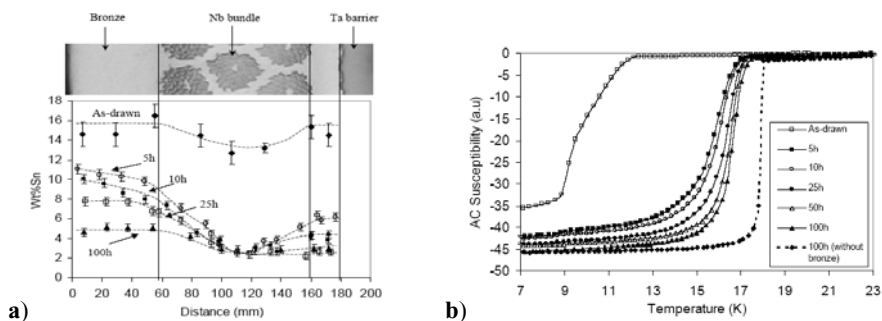 Bronze Nb bundle Ta barrier
Wt%Sn
18
16
14
12
10
8
6
4
2
0
As-drawn
5h
10h
25h
100h
0 20 40 60 80 100 120 140 160 180 200
Distance (mm)
a)
AC Susceptibility (a.u)
0
-5
-10
-15
-20
-25
-30
-35
-40
-45
-50
As-drawn
5h
10h
25h
50h
100h
100h (without
bronze)
7 9 11 13 15 17 19 21 23
Temperature (K)
b)